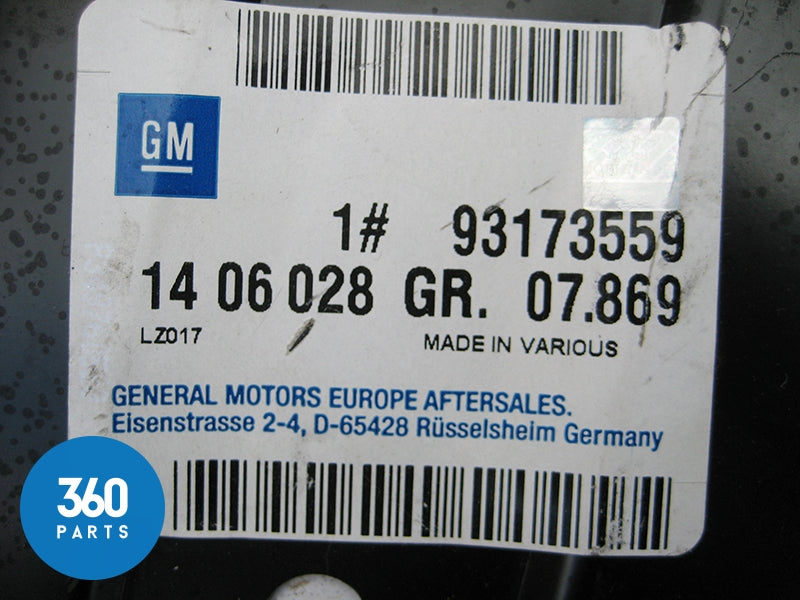 GM
1# 93173559
14 06 028 GR. 07.869
LZ017 MADE IN VARIOUS
GENERAL MOTORS EUROPE AFTERSALES.
Eisenstrasse 2-4, D-65428 Rüsselsheim Germany
360
PARTS